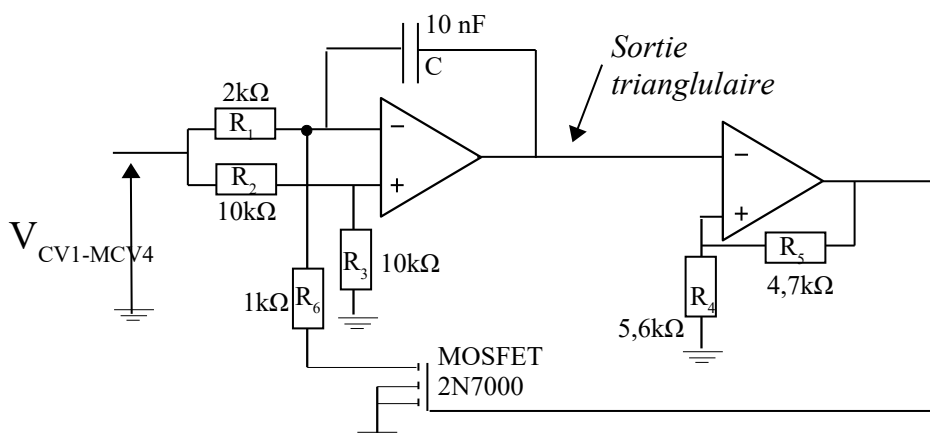 10 nF
C
Sortie
trianglulaire
2kΩ
R₁
R₂
10kΩ
−
+
V CV1-MCV4
R₃
10kΩ
1kΩ
R₆
−
+
R₅
4,7kΩ
R₄
5,6kΩ
MOSFET
2N7000